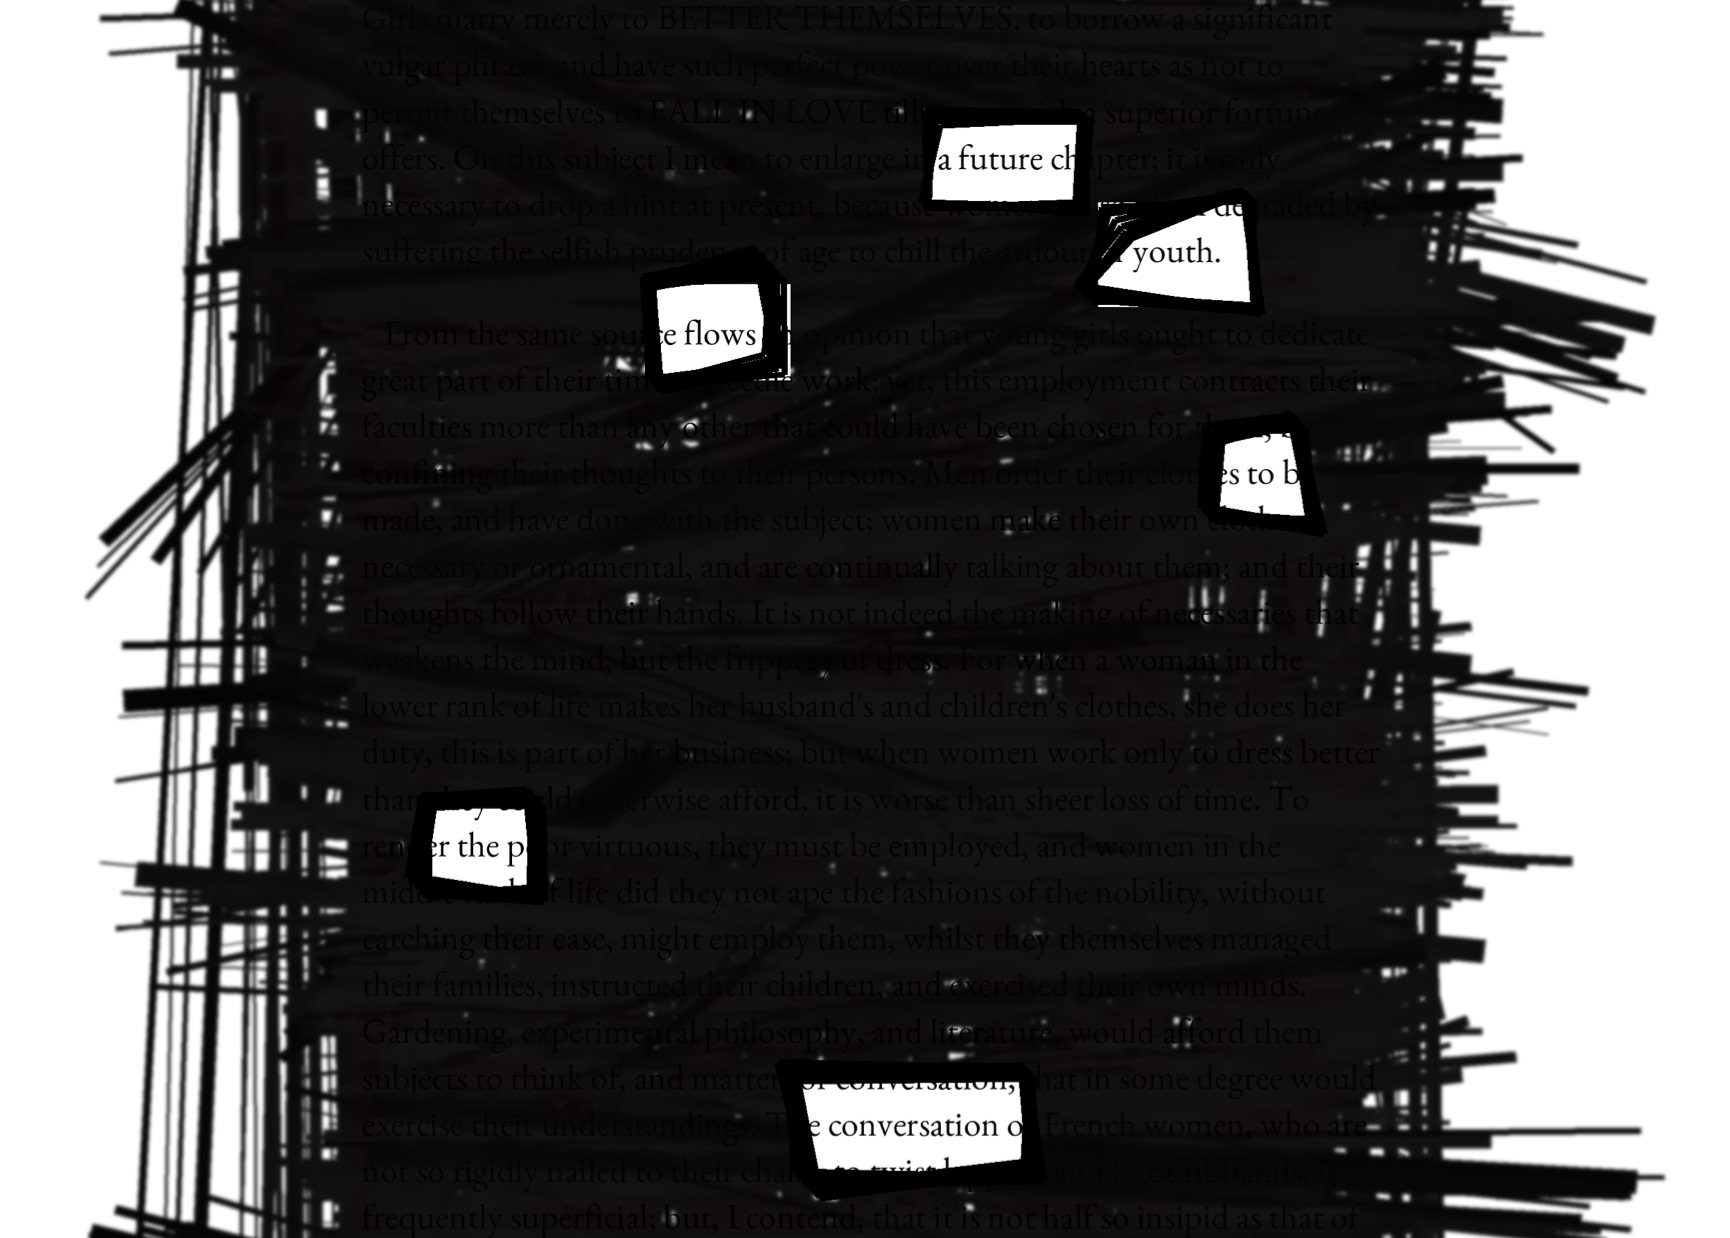 Girls marry merely to BETTER THEMSELVES, to borrow a significant
vulgar phrase, and have such perfect power over their hearts as not to
permit themselves to FALL IN LOVE till a superior fortune
offers. On this subject I mean to enlarge in a future chapter; it is only
necessary to drop a hint at present, because women degraded by
suffering the selfish prudence of age to chill the ardour of youth.
From the same source flows opinion that young girls ought to dedicate
great part of their time needle work; yet, this employment contracts their
faculties more than any other that could have been chosen for them, by
confining their thoughts to their persons. Men order their clothes to be
made, and have done with the subject; women make their own clothes,
necessary or ornamental, and are continually talking about them; and their
thoughts follow their hands. It is not indeed the making of necessaries that
weakens the mind; but the frippery of dress. For when a woman in the
lower rank of life makes her husband's and children's clothes, she does her
duty, this is part of her business; but when women work only to dress better
than they could otherwise afford, it is worse than sheer loss of time. To
render the poor virtuous, they must be employed, and women in the
middle of life did they not ape the fashions of the nobility, without
catching their ease, might employ them, whilst they themselves managed
their families, instructed their children, and exercised their own minds.
Gardening, experimental philosophy, and literature, would afford them
subjects to think of, and matter for conversation, that in some degree would
exercise their understandings. The conversation of French women, who are
not so rigidly nailed to their chairs to twist and knot ribbands, is
frequently superficial; but, I contend, that it is not half so insipid as that of